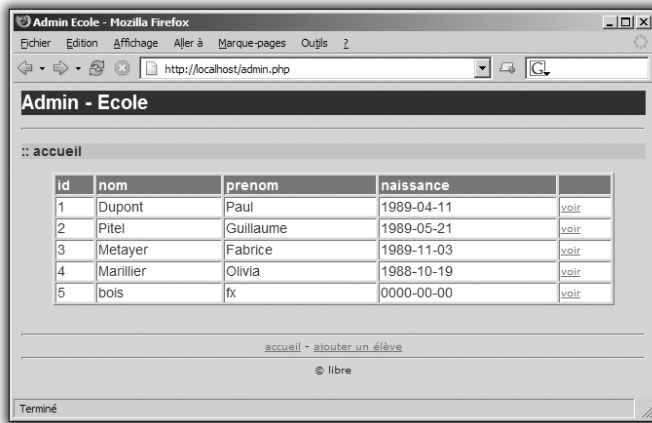 Admin Ecole - Mozilla Firefox
Fichier Edition Affichage Aller à Marque-pages Outils ?
http://localhost/admin.php G
Admin - Ecole
:: accueil
id nom prenom naissance
1 Dupont Paul 1989-04-11 voir
2 Pitel Guillaume 1989-05-21 voir
3 Metayer Fabrice 1989-11-03 voir
4 Marillier Olivia 1988-10-19 voir
5 bois fx 0000-00-00 voir
accueil - ajouter un élève
© libre
Terminé